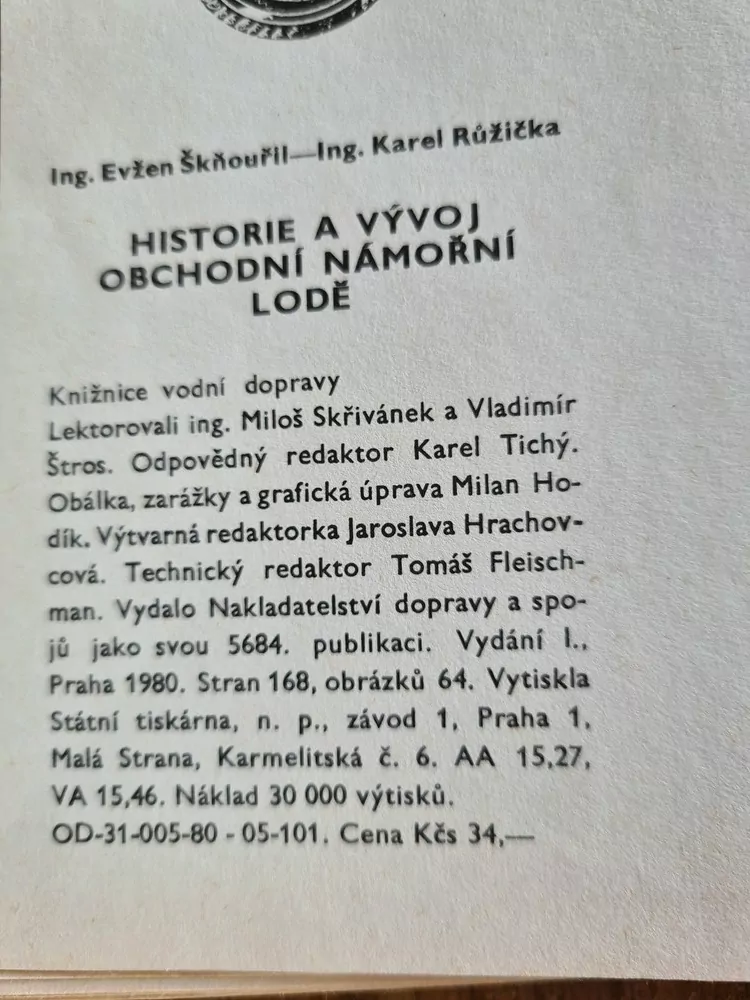 Ing. Evžen Škňouřil—Ing. Karel Růžička
HISTORIE A VÝVOJ
OBCHODNÍ NÁMOŘNÍ
LODĚ
Knižnice vodní dopravy
Lektorovali ing. Miloš Skřivánek a Vladimír
Štros. Odpovědný redaktor Karel Tichý.
Obálka, zarážky a grafická úprava Milan Ho-
dík. Výtvarná redaktorka Jaroslava Hrachov-
cová. Technický redaktor Tomáš Fleisch-
man. Vydalo Nakladatelství dopravy a spo-
jů jako svou 5684. publikaci. Vydání I.,
Praha 1980. Stran 168, obrázků 64. Vytiskla
Státní tiskárna, n. p., závod 1, Praha 1,
Malá Strana, Karmelitská č. 6. AA 15,27,
VA 15,46. Náklad 30 000 výtisků.
OD-31-005-80 - 05-101. Cena Kčs 34,—